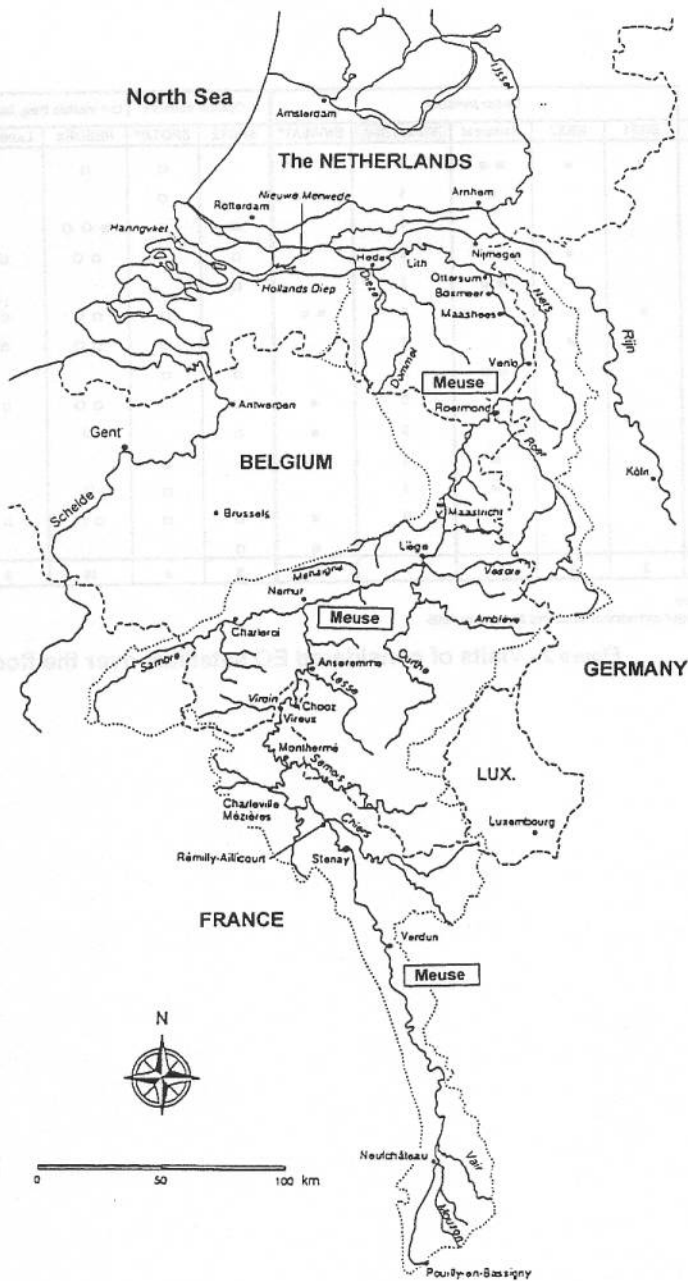 North Sea
IJssel
Amsterdam
The NETHERLANDS
Nieuwe Merwede
Arnhem
Rotterdam
Haringvliet
Hedel
Lith
Nijmegen
Ottersum
Hollands Diep
Dieze
Boxmeer
Niers
Maashees
Rijn
Dommel
Venlo
Meuse
Antwerpen
Roermond
Gent
Roer
BELGIUM
Köln
Schelde
Brussels
Maastricht
Liège
Mehaigne
Vesdre
Namur
Meuse
Amblève
Charleroi
Ourthe
Sambre
Anseremme
GERMANY
Lesse
Viroin
Chooz
Vireux
Monthermé
Semois
LUX.
Charleville
Mézières
Chiers
Luxembourg
Rémilly-Aillicourt
Stenay
FRANCE
Verdun
Meuse
N
Neufchâteau
Vair
0 50 100 km
Mouzon
Pouilly-en-Bassigny